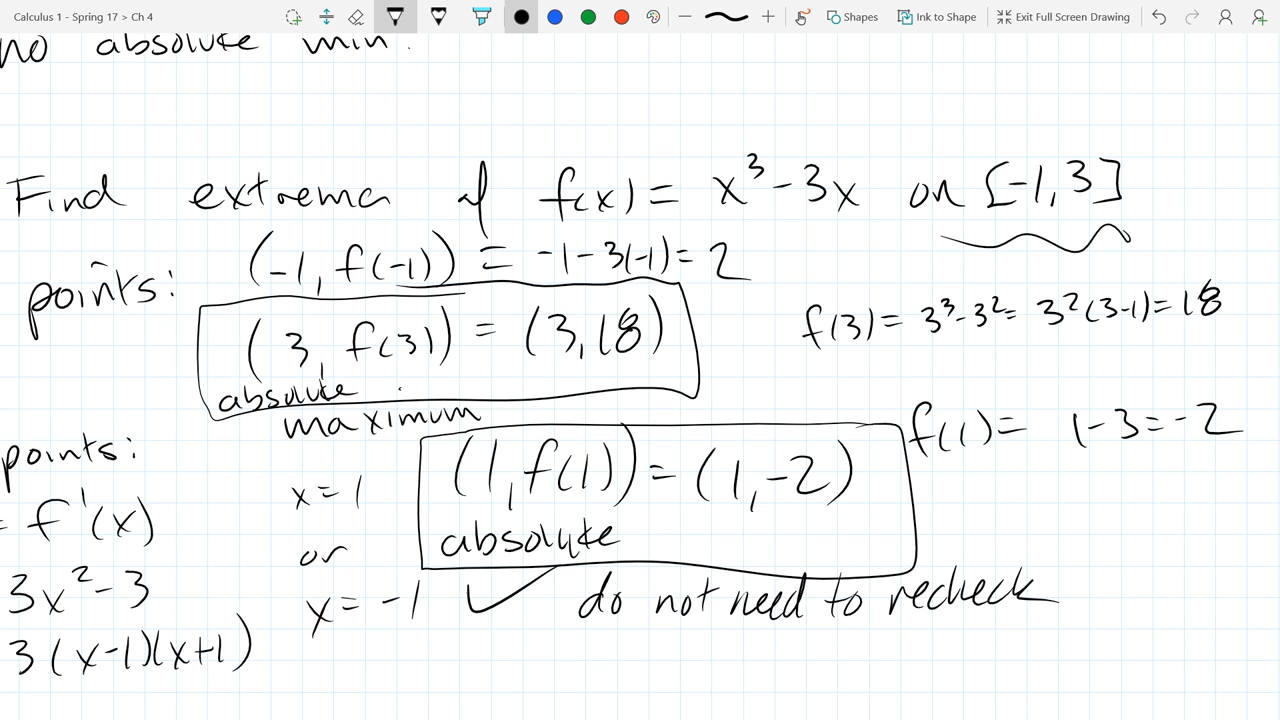 Calculus 1 - Spring 17 > Ch 4
Shapes
Ink to Shape
Exit Full Screen Drawing
no absolute min.
Find extrema of f(x) = x³-3x on [-1,3]
points: (-1, f(-1)) = -1-3(-1)=2
(3, f(3)) = (3,18)
absolute
maximum
f(3)= 3³-3²= 3²(3-1)=18
f(1)= 1-3=-2
points:
= f'(x)
3x²-3
3(x-1)(x+1)
x=1
or
x=-1 ✓ do not need to recheck
(1, f(1)) = (1,-2)
absolute